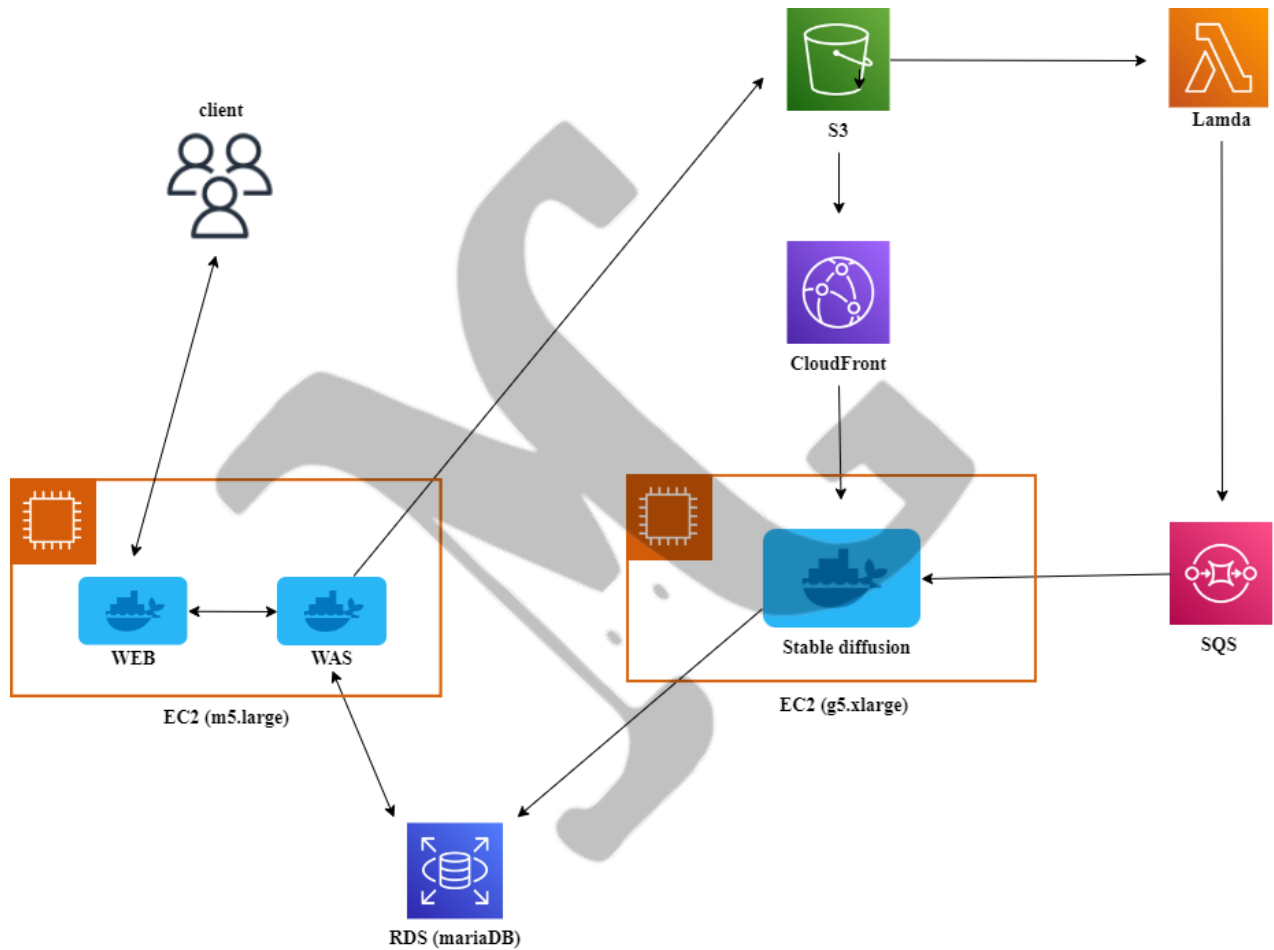 client
S3
Lamda
CloudFront
WEB
WAS
Stable diffusion
SQS
EC2 (m5.large)
EC2 (g5.xlarge)
RDS (mariaDB)